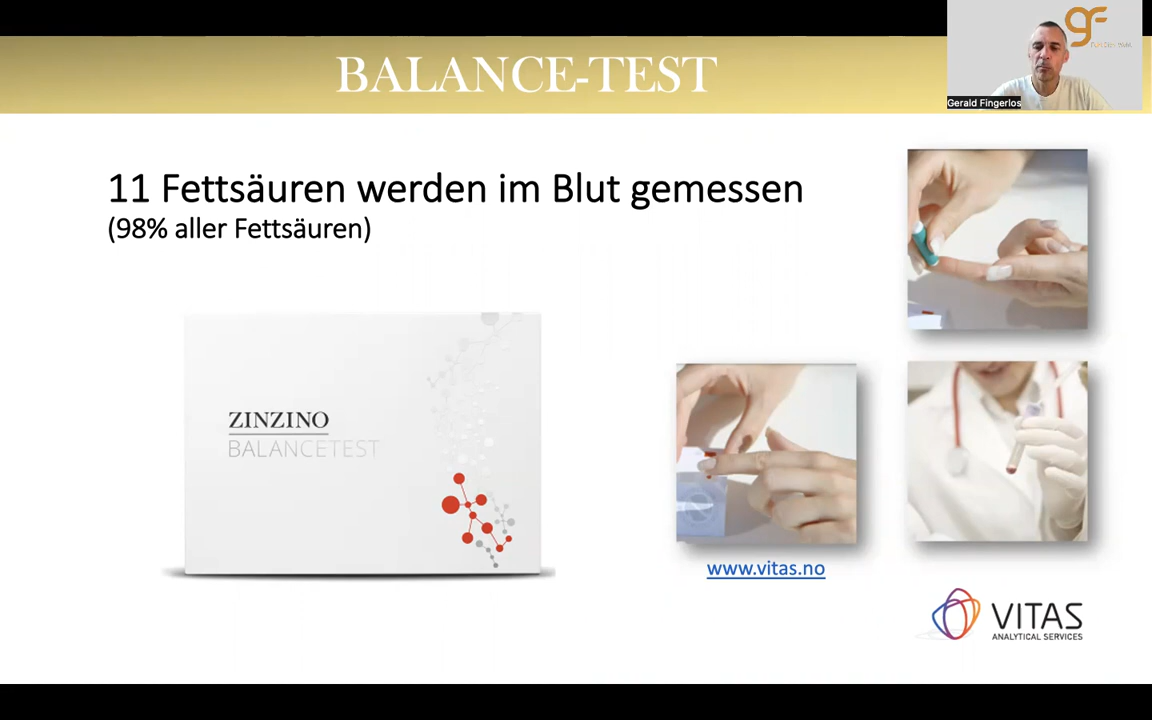 BALANCE-TEST
gF
Gerald Fingerlos
11 Fettsäuren werden im Blut gemessen
(98% aller Fettsäuren)
ZINZINO
BALANCETEST
www.vitas.no
VITAS
ANALYTICAL SERVICES